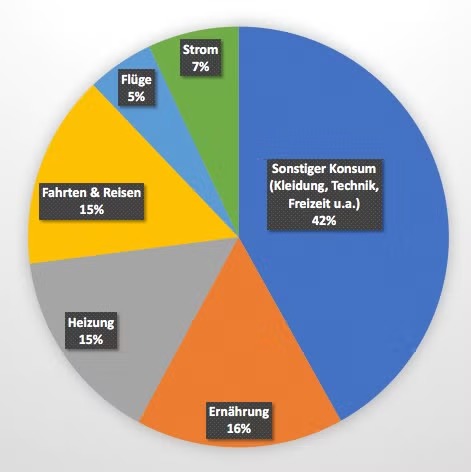 Strom
7%
Flüge
5%
Sonstiger Konsum
(Kleidung, Technik,
Freizeit u.a.)
42%
Fahrten & Reisen
15%
Heizung
15%
Ernährung
16%